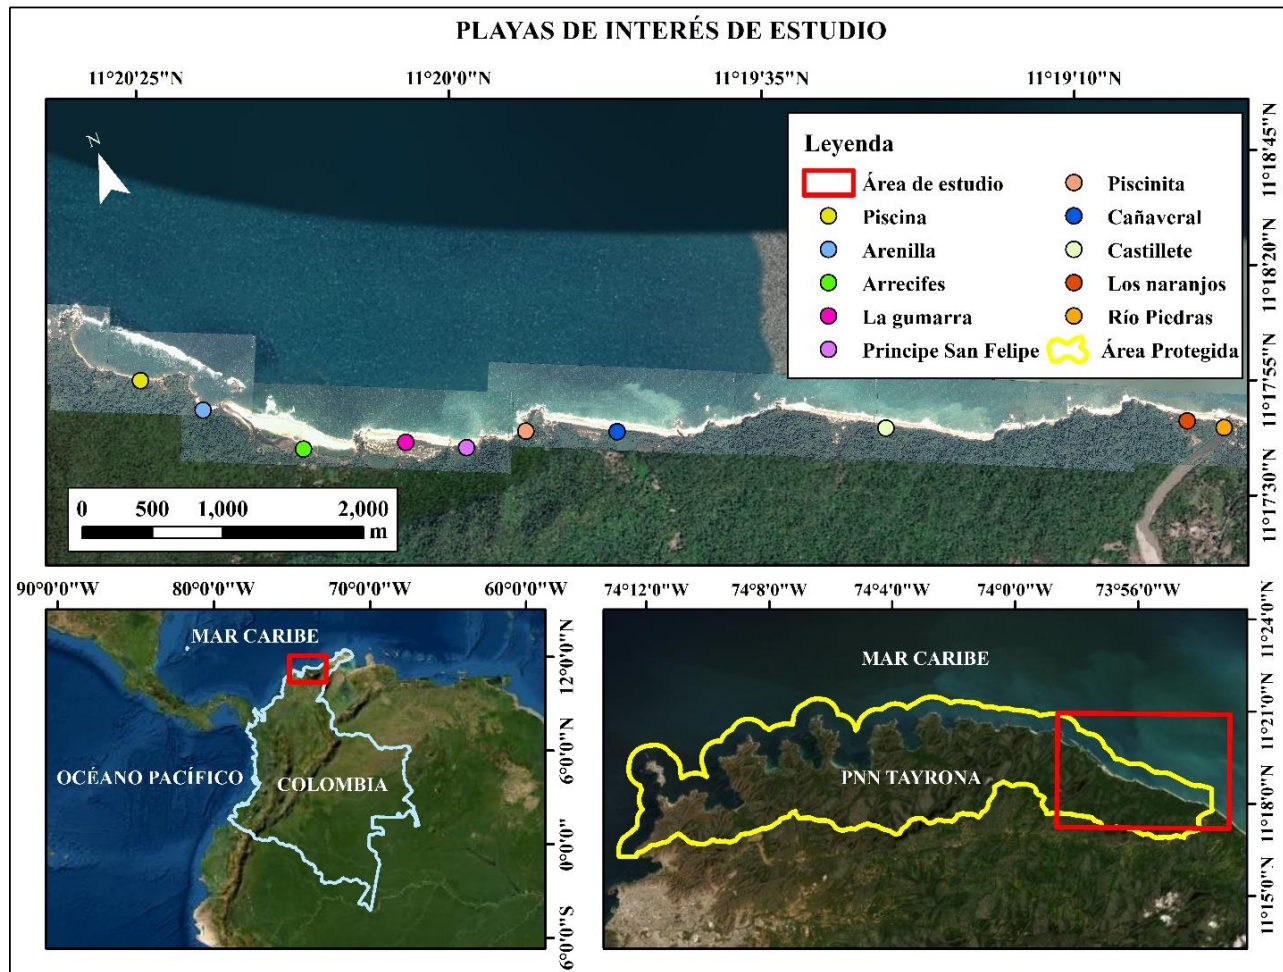 PLAYAS DE INTERÉS DE ESTUDIO
11°20'25"N 11°20'0"N 11°19'35"N 11°19'10"N
N
Leyenda
Área de estudio
Piscina
Arenilla
Arrecifes
La gumarra
Principe San Felipe
Piscinita
Cañaveral
Castillete
Los naranjos
Río Piedras
Área Protegida
11°18'45"N
11°18'20"N
11°17'55"N
11°17'30"N
0 500 1,000 2,000
m
90°0'0"W 80°0'0"W 70°0'0"W 60°0'0"W
MAR CARIBE
OCÉANO PACÍFICO
COLOMBIA
12°0'0"N
6°0'0"N
0°0'0"
6°0'0"S
74°12'0"W 74°8'0"W 74°4'0"W 74°0'0"W 73°56'0"W
MAR CARIBE
PNN TAYRONA
11°24'0"N
11°21'0"N
11°18'0"N
11°15'0"N